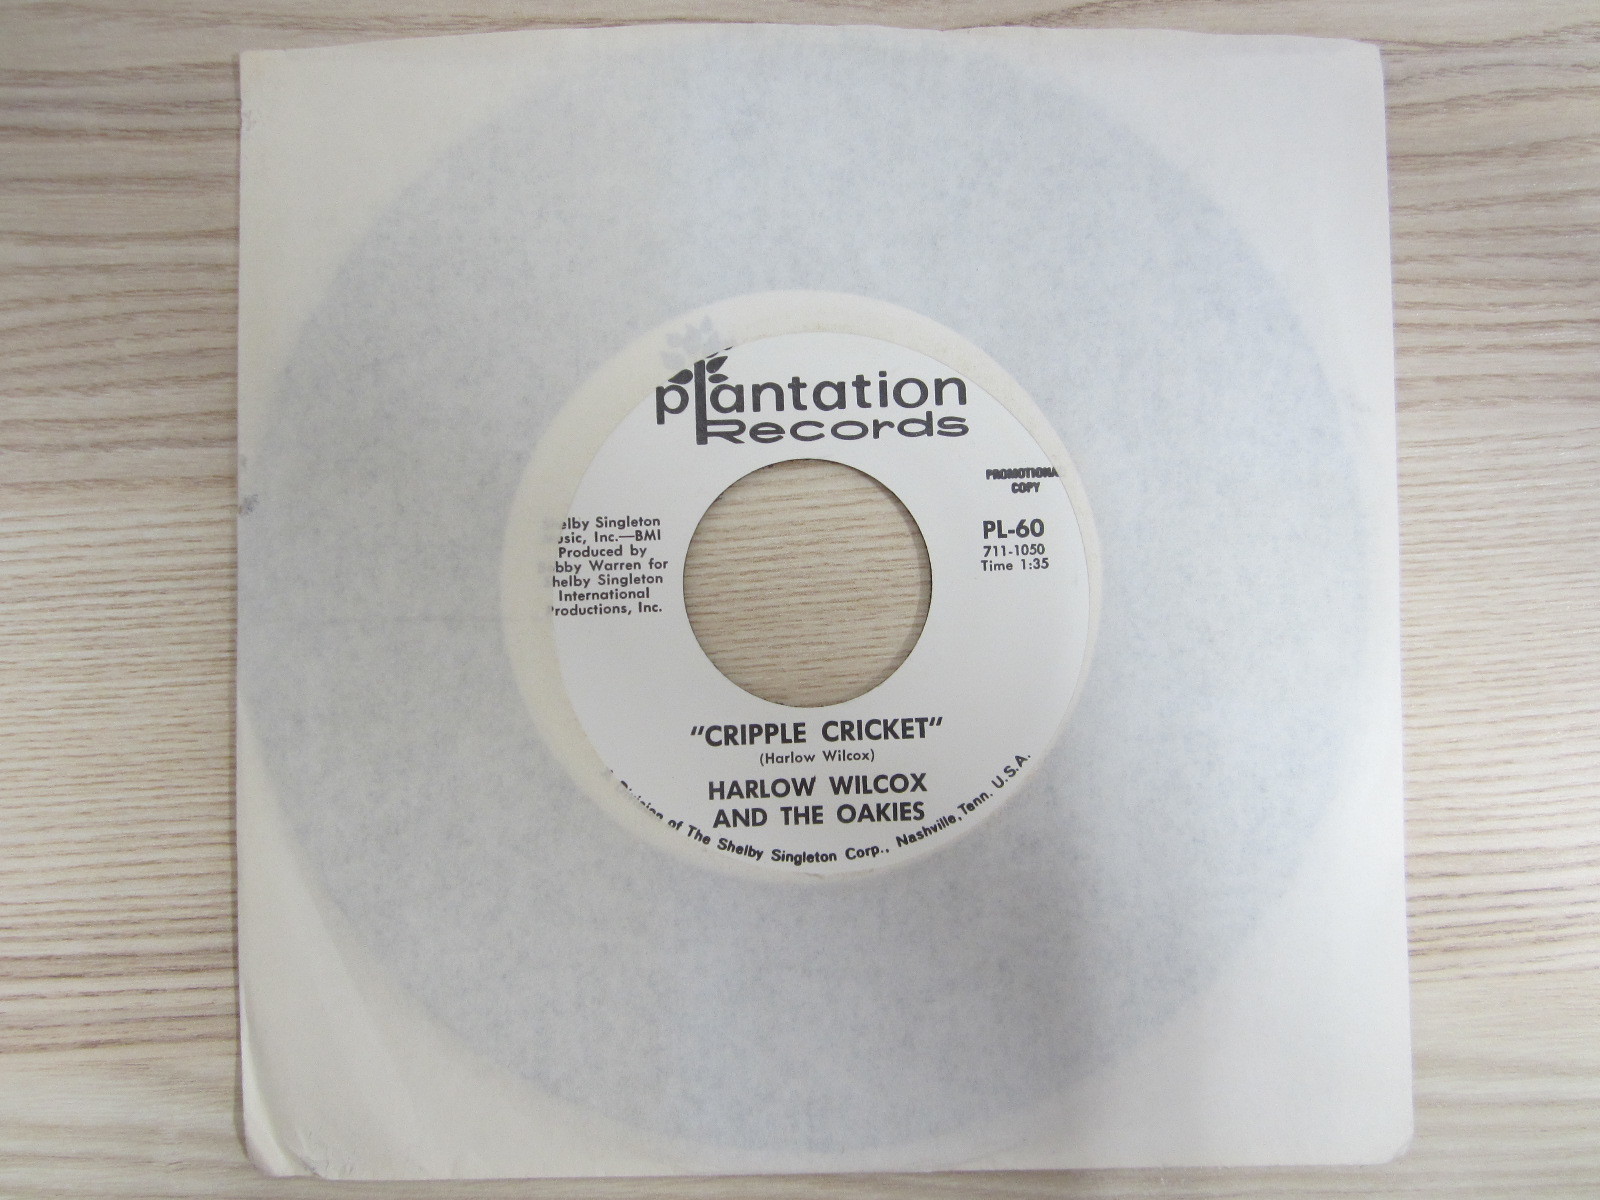 plantation
Records
PROMOTIONA
COPY
PL-60
711-1050
Time 1:35
elby Singleton
usic, Inc.—BMI
Produced by
bby Warren for
helby Singleton
International
roductions, Inc.
"CRIPPLE CRICKET"
(Harlow Wilcox)
HARLOW WILCOX
AND THE OAKIES
A Division of The Shelby Singleton Corp., Nashville, Tenn. U.S.A.